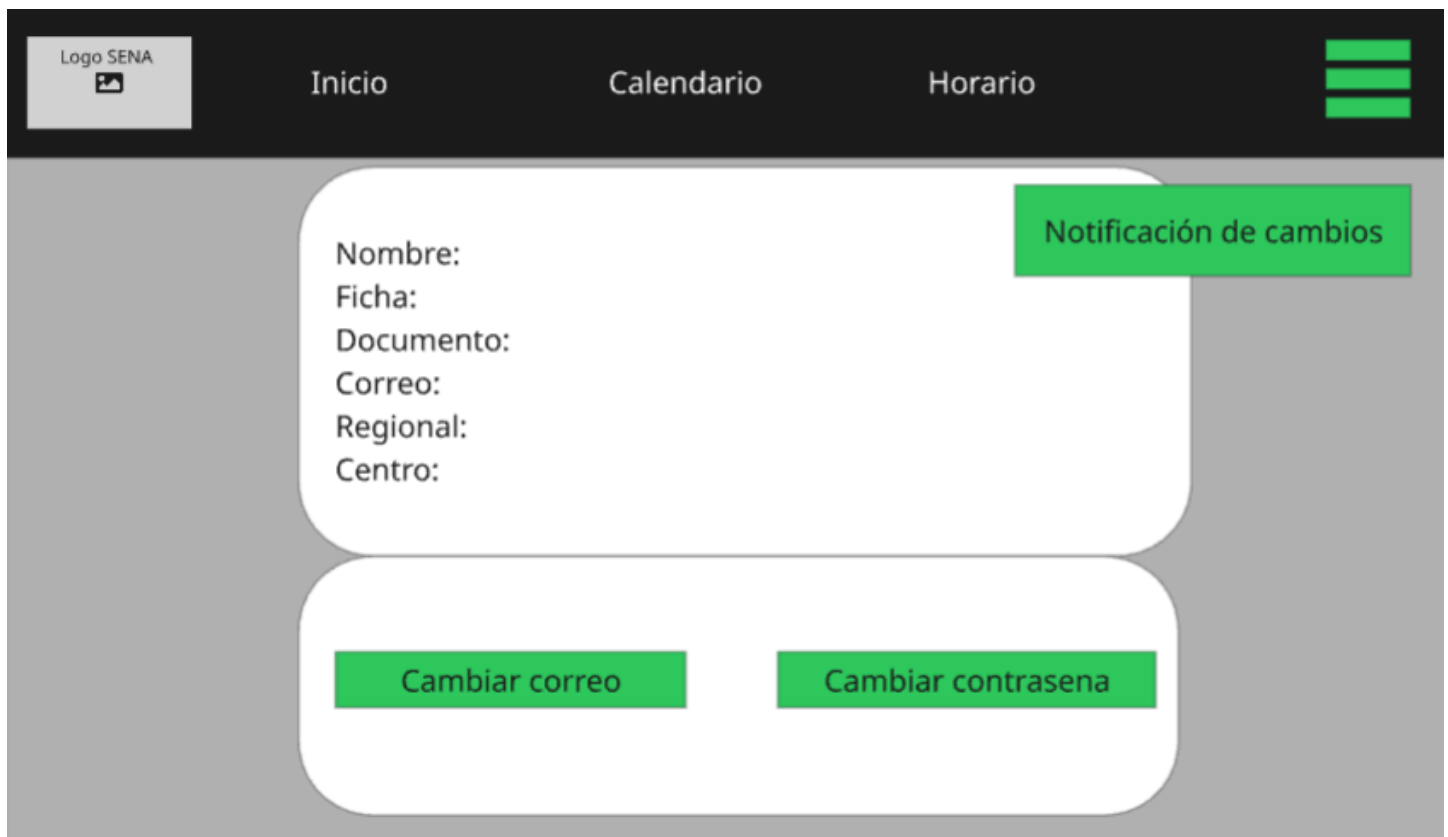 Logo SENA
Inicio Calendario Horario
Notificación de cambios
Nombre:
Ficha:
Documento:
Correo:
Regional:
Centro:
Cambiar correo Cambiar contrasena